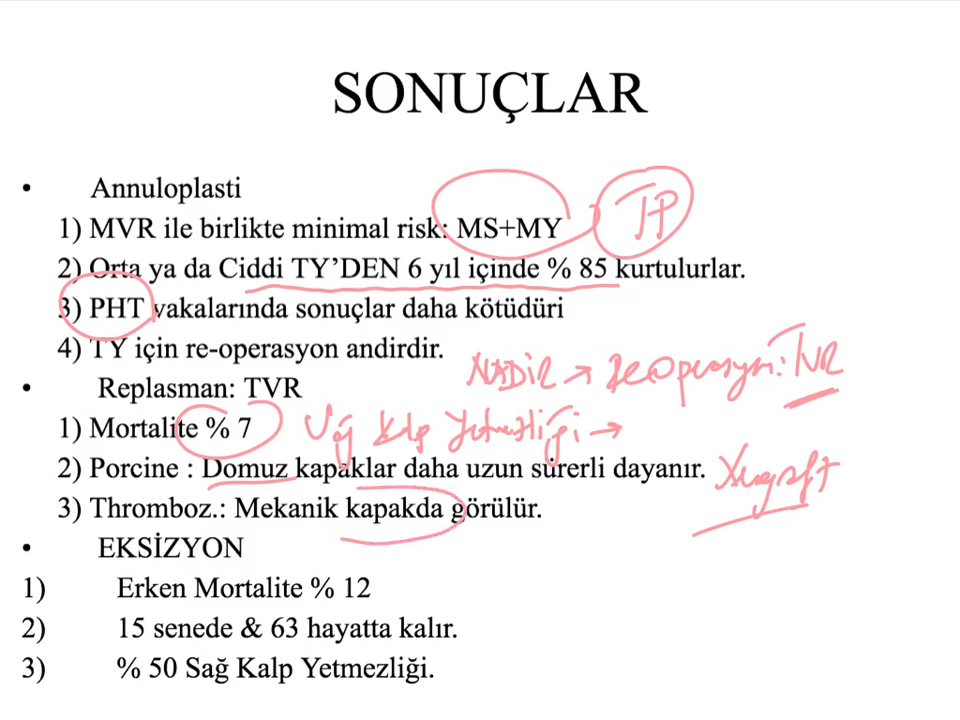 SONUÇLAR
• Annuloplasti
1) MVR ile birlikte minimal risk: MS+MY TP
2) Orta ya da Ciddi TY’DEN 6 yıl içinde % 85 kurtulurlar.
3) PHT vakalarında sonuçlar daha kötüdüri
4) TY için re-operasyon andirdir.
NADİR → Reoperasyon: TVR
• Replasman: TVR
1) Mortalite % 7 Kalp Yetmezliği →
2) Porcine : Domuz kapaklar daha uzun sürerli dayanır. Xenograft
3) Thromboz.: Mekanik kapakda görülür.
• EKSİZYON
1) Erken Mortalite % 12
2) 15 senede & 63 hayatta kalır.
3) % 50 Sağ Kalp Yetmezliği.